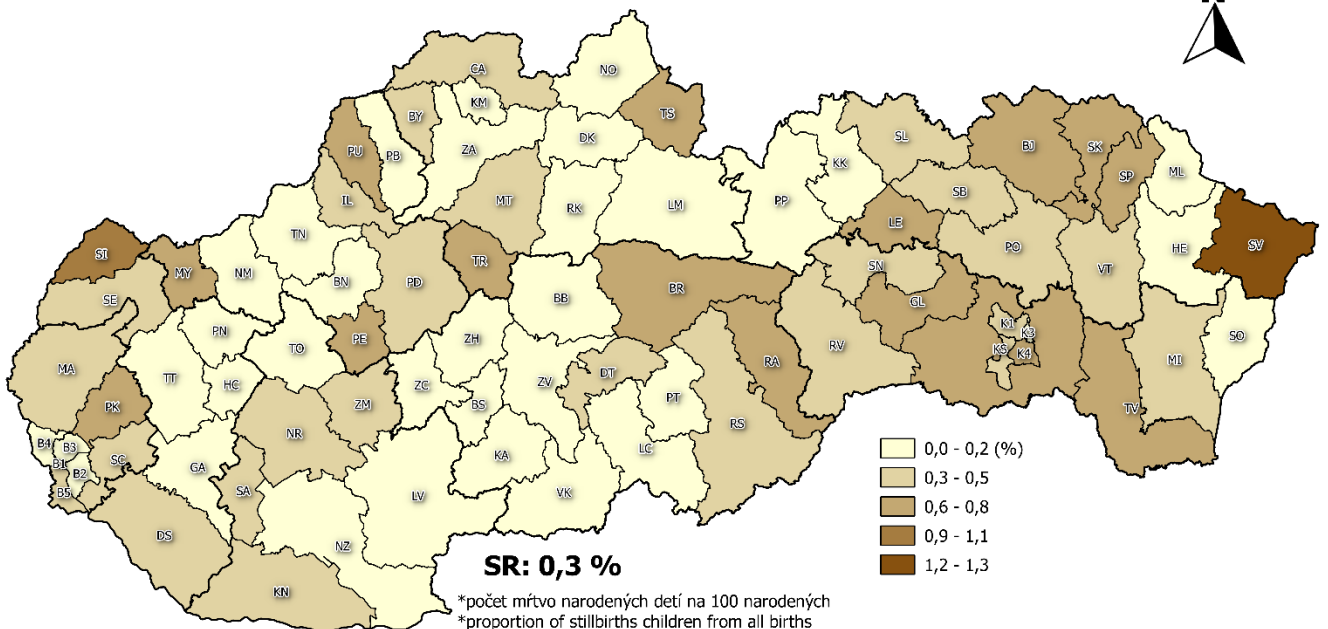 N
CA
NO
KM
TS
BY
DK
PU
PB
ZA
SL
BJ
SK
KK
SP
ML
IL
MT
RK
LM
PP
SB
LE
TN
PO
HE
SV
SI
MY
NM
BN
PD
TR
SN
VT
SE
BR
GL
BB
PN
TO
PE
ZH
K1
K3
SO
MA
TT
HC
ZC
ZV
DT
RA
RV
KS
K4
MI
PK
ZM
BS
PT
RS
TV
B4
B3
NR
B1
SC
B2
GA
KA
LC
B5
SA
LV
VK
DS
NZ
KN
0,0 - 0,2 (%)
0,3 - 0,5
0,6 - 0,8
0,9 - 1,1
1,2 - 1,3
SR: 0,3 %
*počet mŕtvo narodených detí na 100 narodených
*proportion of stillbirths children from all births